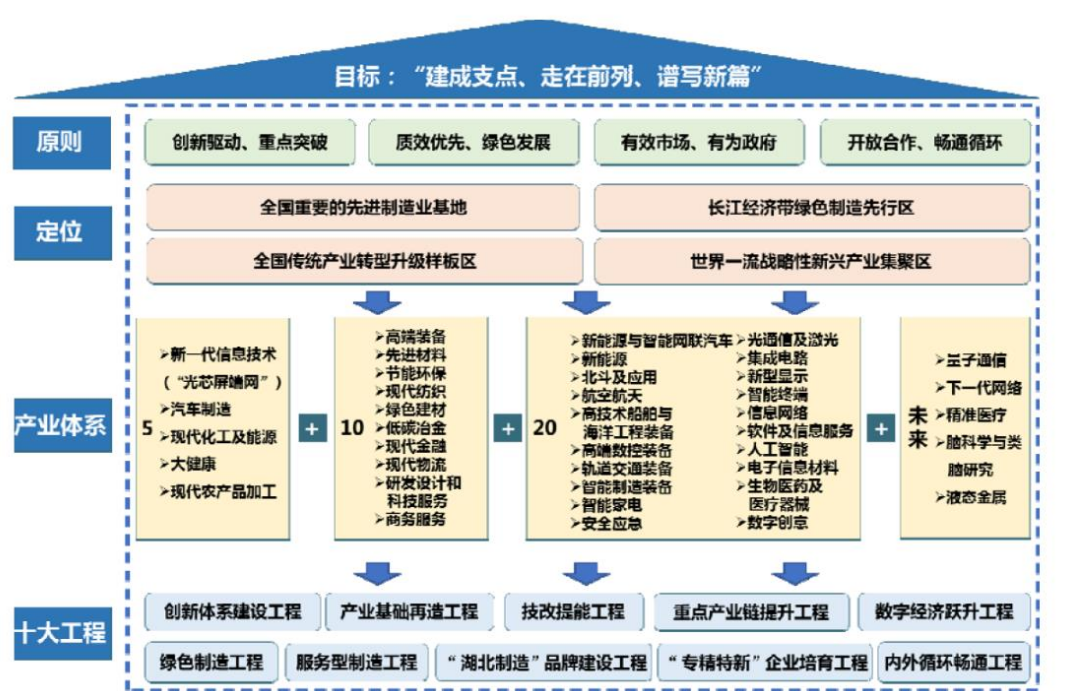 目标：“建成支点、走在前列、谱写新篇”
原则
创新驱动、重点突破
质效优先、绿色发展
有效市场、有为政府
开放合作、畅通循环
定位
全国重要的先进制造业基地
长江经济带绿色制造先行区
全国传统产业转型升级样板区
世界一流战略性新兴产业集聚区
产业体系
5
➢新一代信息技术
（“光芯屏端网”）
➢汽车制造
➢现代化工及能源
➢大健康
➢现代农产品加工
+
10
➢高端装备
➢先进材料
➢节能环保
➢现代纺织
➢绿色建材
➢低碳冶金
➢现代金融
➢现代物流
➢研发设计和
科技服务
➢商务服务
+
20
➢新能源与智能网联汽车
➢新能源
➢北斗及应用
➢航空航天
➢高技术船舶与
海洋工程装备
➢高端数控装备
➢轨道交通装备
➢智能制造装备
➢智能家电
➢安全应急
➢光通信及激光
➢集成电路
➢新型显示
➢智能终端
➢信息网络
➢软件及信息服务
➢人工智能
➢电子信息材料
➢生物医药及
医疗器械
➢数字创意
+
未来
➢量子通信
➢下一代网络
➢精准医疗
➢脑科学与类
脑研究
➢液态金属
十大工程
创新体系建设工程
产业基础再造工程
技改提能工程
重点产业链提升工程
数字经济跃升工程
绿色制造工程
服务型制造工程
“湖北制造”品牌建设工程
“专精特新”企业培育工程
内外循环畅通工程